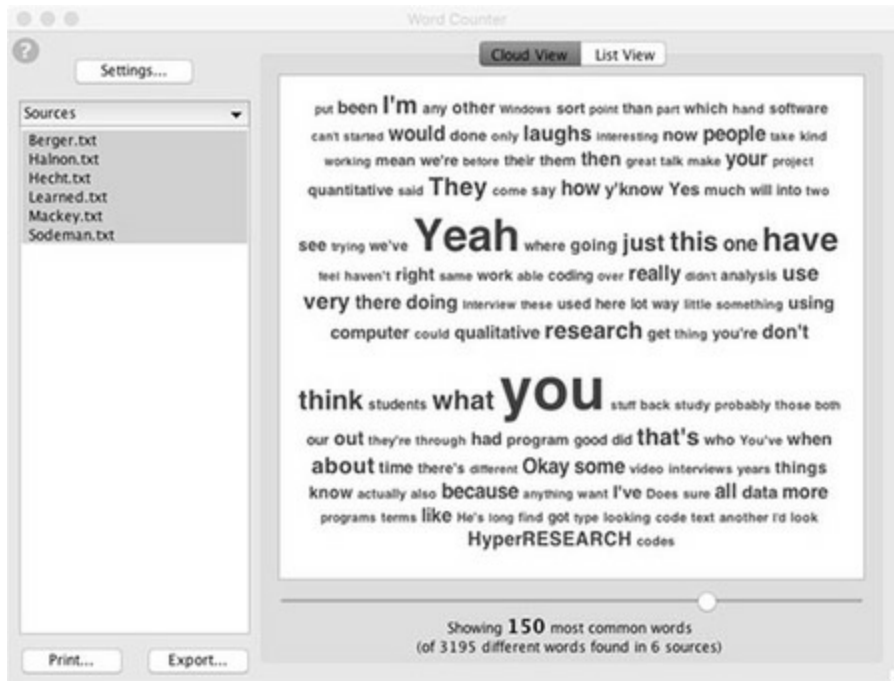 Word Counter
?
Settings...
Cloud View List View
Sources
Berger.txt
Halnon.txt
Hecht.txt
Learned.txt
Mackey.txt
Sodeman.txt
put been I'm any other Windows sort point than part which hand software
can't started would done only laughs interesting now people take kind
working mean we're before their them then great talk make your project
quantitative said They come say how y'know Yes much will into two
see trying we've Yeah where going just this one have
feel haven't right same work able coding over really didn't analysis use
very there doing Interview these used here lot way little something using
computer could qualitative research get thing you're don't
think students what you stuff back study probably those both
our out they're through had program good did that's who You've when
about time there's different Okay some video interviews years things
know actually also because anything want I've Does sure all data more
programs terms like He's long find got type looking code text another I'd look
HyperRESEARCH codes
Showing 150 most common words
(of 3195 different words found in 6 sources)
Print... Export...